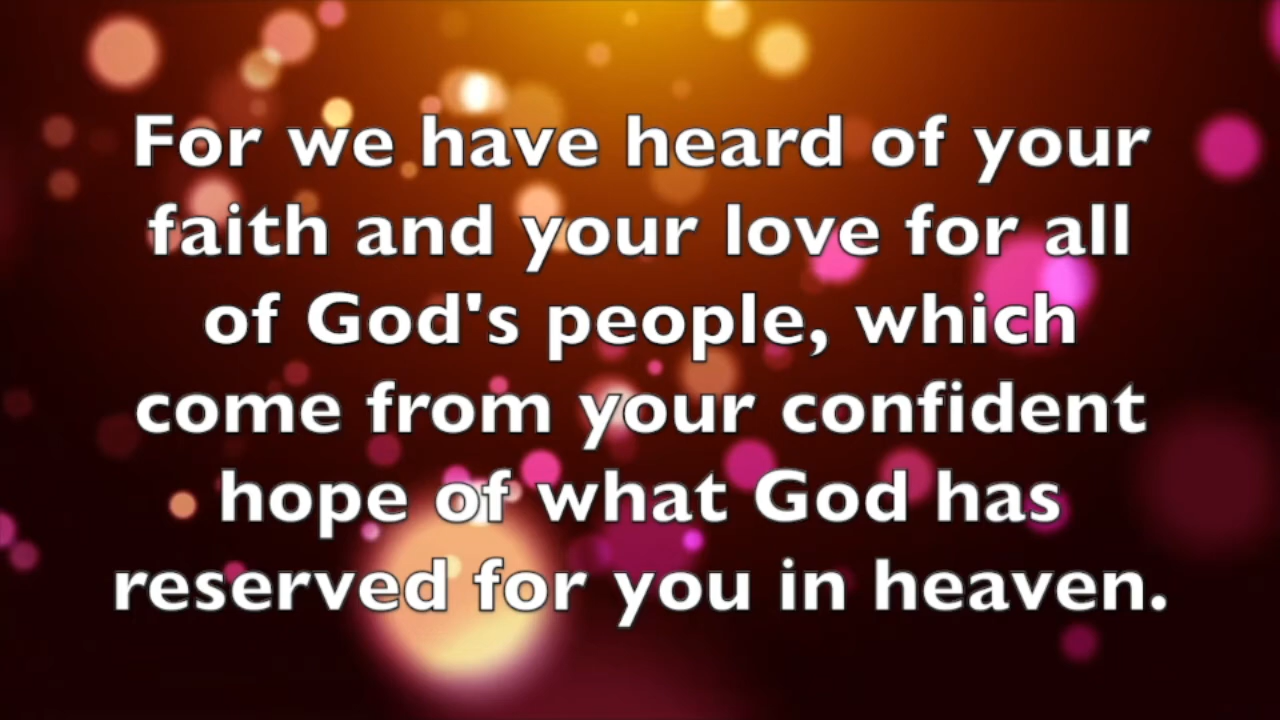 For we have heard of your
faith and your love for all
of God's people, which
come from your confident
hope of what God has
reserved for you in heaven.